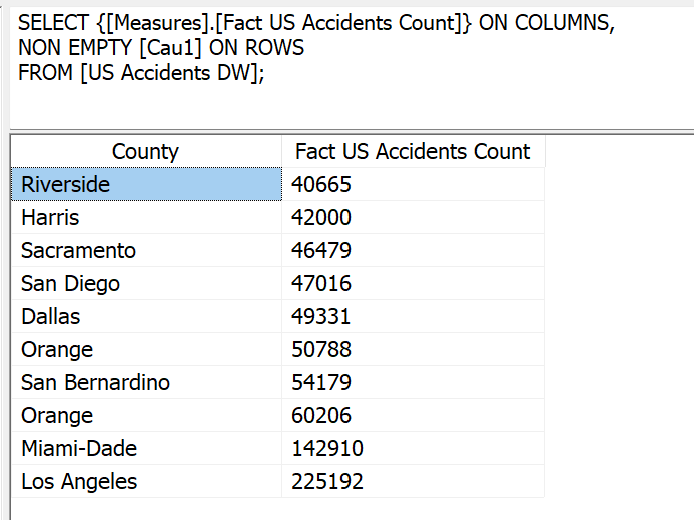 SELECT {[Measures].[Fact US Accidents Count]} ON COLUMNS,
NON EMPTY [Cau1] ON ROWS
FROM [US Accidents DW];
County Fact US Accidents Count
Riverside 40665
Harris 42000
Sacramento 46479
San Diego 47016
Dallas 49331
Orange 50788
San Bernardino 54179
Orange 60206
Miami-Dade 142910
Los Angeles 225192